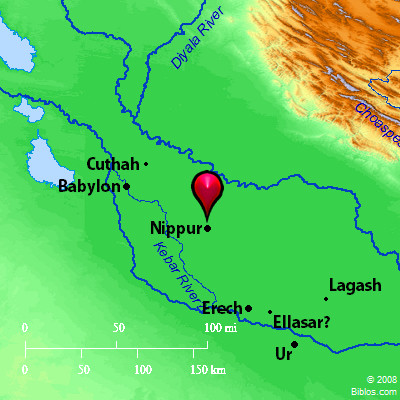 Diyala River
Choaspe
Cuthah
Babylon
Nippur
Kebar River
Lagash
Erech
Ellasar?
Ur
0 50 100 mi
0 50 100 150 km
© 2008
Biblos.com